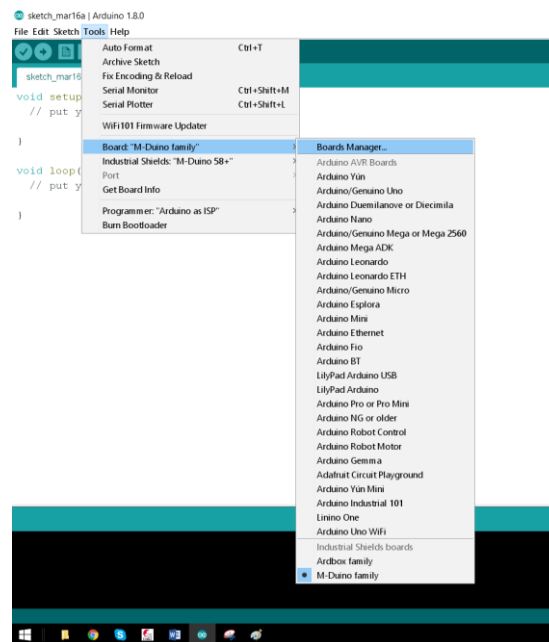 sketch_mar16a | Arduino 1.8.0
File Edit Sketch Tools Help
sketch_mar16
void setup
// put y
}
void loop(
// put y
}
Auto Format Ctrl+T
Archive Sketch
Fix Encoding & Reload
Serial Monitor Ctrl+Shift+M
Serial Plotter Ctrl+Shift+L
WiFi101 Firmware Updater
Board: "M-Duino family"
Industrial Shields: "M-Duino 58+"
Port
Get Board Info
Programmer: "Arduino as ISP"
Burn Bootloader
Boards Manager...
Arduino AVR Boards
Arduino Yún
Arduino/Genuino Uno
Arduino Duemilanove or Diecimila
Arduino Nano
Arduino/Genuino Mega or Mega 2560
Arduino Mega ADK
Arduino Leonardo
Arduino Leonardo ETH
Arduino/Genuino Micro
Arduino Esplora
Arduino Mini
Arduino Ethernet
Arduino Fio
Arduino BT
LilyPad Arduino USB
LilyPad Arduino
Arduino Pro or Pro Mini
Arduino NG or older
Arduino Robot Control
Arduino Robot Motor
Arduino Gemma
Adafruit Circuit Playground
Arduino Yún Mini
Arduino Industrial 101
Linino One
Arduino Uno WiFi
Industrial Shields boards
Ardbox family
M-Duino family